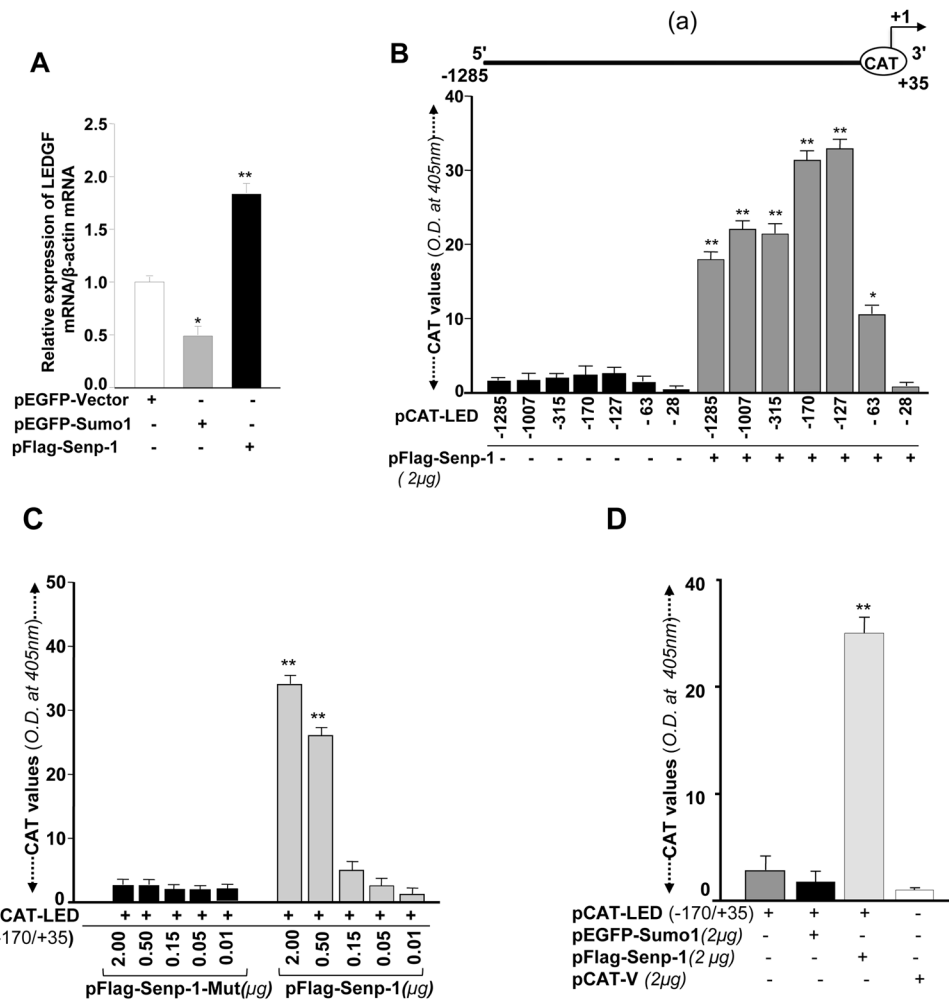 (a)
A
Relative expression of LEDGF
mRNA/β-actin mRNA
2.5
2.0
1.5
1.0
0.5
0.0
*
**
pEGFP-Vector + - -
pEGFP-Sumo1 - + -
pFlag-Senp-1 - - +
B
5'
-1285
+1
CAT
3'
+35
CAT values (O.D. at 405nm)
40
30
20
10
0
** ** ** ** ** *
pCAT-LED -1285 -1007 -315 -170 -127 -63 -28 -1285 -1007 -315 -170 -127 -63 -28
pFlag-Senp-1 - - - - - - - + + + + + + +
( 2µg)
C
CAT values (O.D. at 405nm)
50
40
30
20
10
0
**
**
CAT-LED + + + + + + + + + +
-170/+35) 2.00 0.50 0.15 0.05 0.01 2.00 0.50 0.15 0.05 0.01
pFlag-Senp-1-Mut(µg) pFlag-Senp-1(µg)
D
CAT values (O.D. at 405nm)
40
20
10
0
**
pCAT-LED (-170/+35) + + + -
pEGFP-Sumo1(2µg) - + - -
pFlag-Senp-1(2 µg) - - + -
pCAT-V (2µg) - - - +